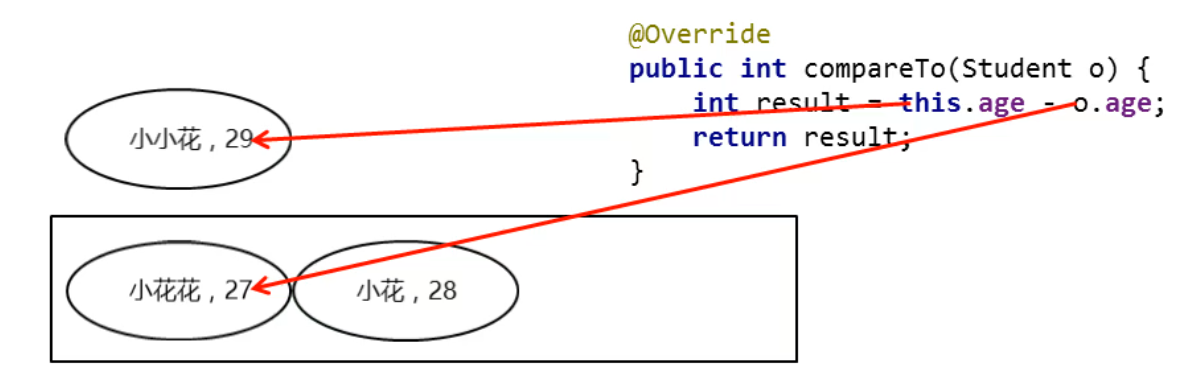 @Override
public int compareTo(Student o) {
    int result = this.age - o.age;
    return result;
}
小小花 , 29
小花花 , 27
小花 , 28